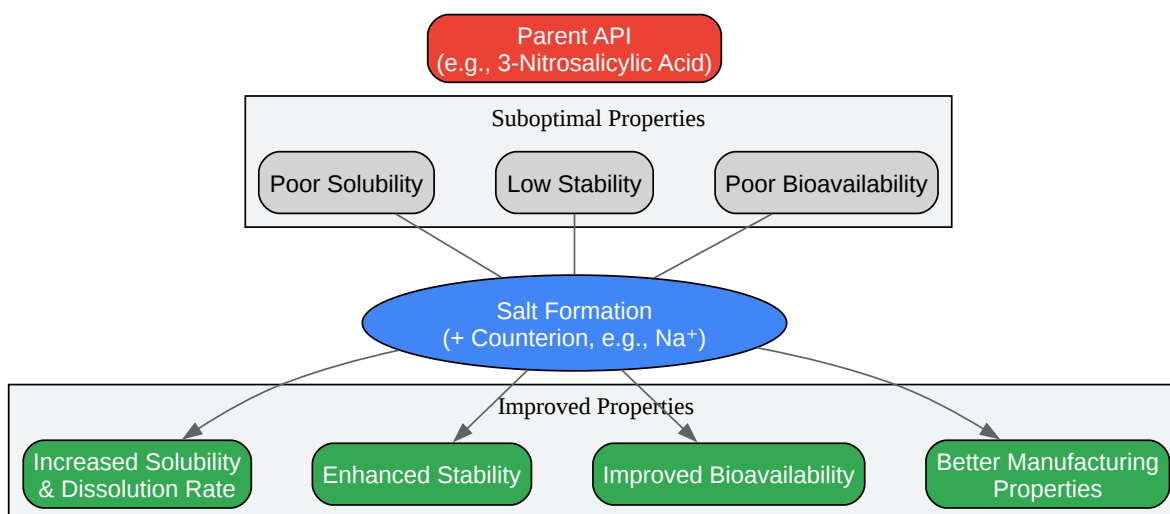 Parent API
(e.g., 3-Nitrosalicylic Acid)
Suboptimal Properties
Poor Solubility
Low Stability
Poor Bioavailability
Salt Formation
(+ Counterion, e.g., Na⁺)
Improved Properties
Increased Solubility
& Dissolution Rate
Enhanced Stability
Improved Bioavailability
Better Manufacturing
Properties